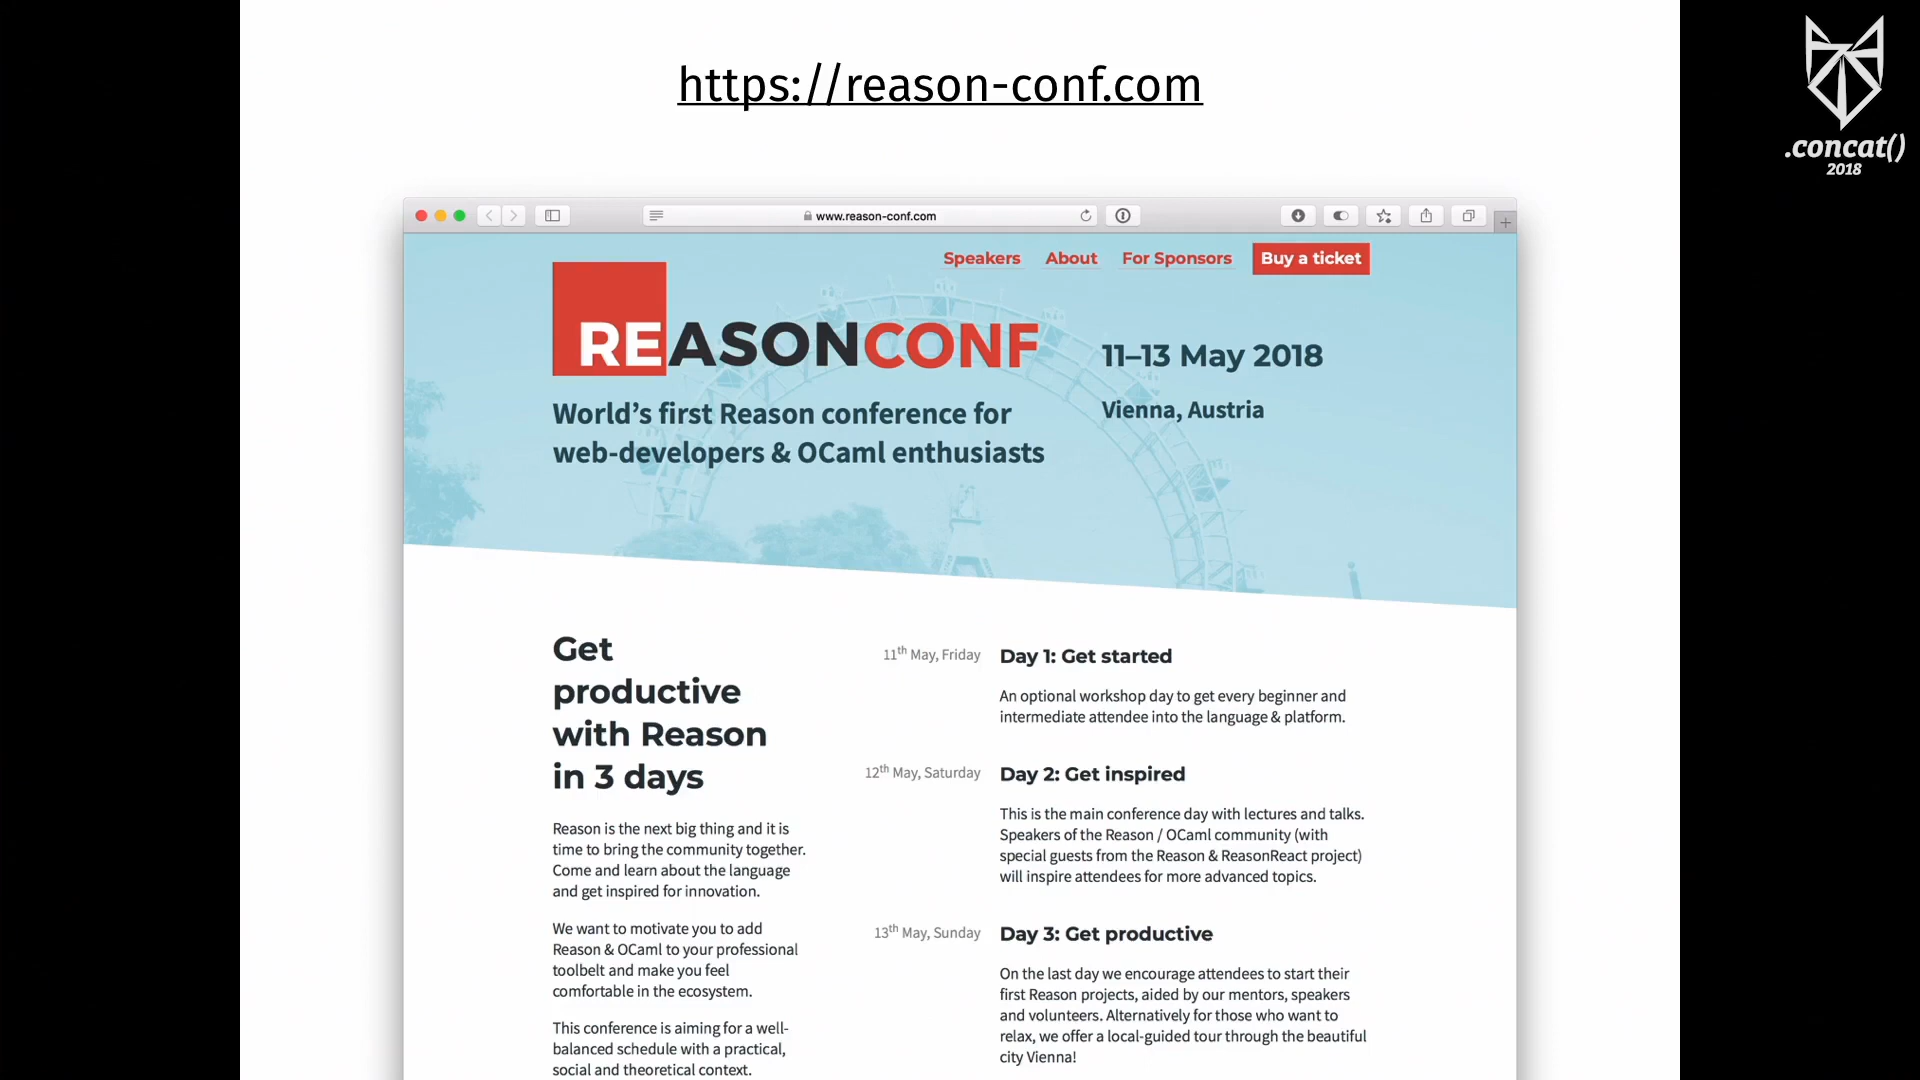 https://reason-conf.com
.concat()
2018
www.reason-conf.com
Speakers About For Sponsors Buy a ticket
REASONCONF
11–13 May 2018
World’s first Reason conference for
web-developers & OCaml enthusiasts
Vienna, Austria
Get
productive
with Reason
in 3 days
Reason is the next big thing and it is
time to bring the community together.
Come and learn about the language
and get inspired for innovation.
We want to motivate you to add
Reason & OCaml to your professional
toolbelt and make you feel
comfortable in the ecosystem.
This conference is aiming for a well-
balanced schedule with a practical,
social and theoretical context.
11th May, Friday
Day 1: Get started
An optional workshop day to get every beginner and
intermediate attendee into the language & platform.
12th May, Saturday
Day 2: Get inspired
This is the main conference day with lectures and talks.
Speakers of the Reason / OCaml community (with
special guests from the Reason & ReasonReact project)
will inspire attendees for more advanced topics.
13th May, Sunday
Day 3: Get productive
On the last day we encourage attendees to start their
first Reason projects, aided by our mentors, speakers
and volunteers. Alternatively for those who want to
relax, we offer a local-guided tour through the beautiful
city Vienna!